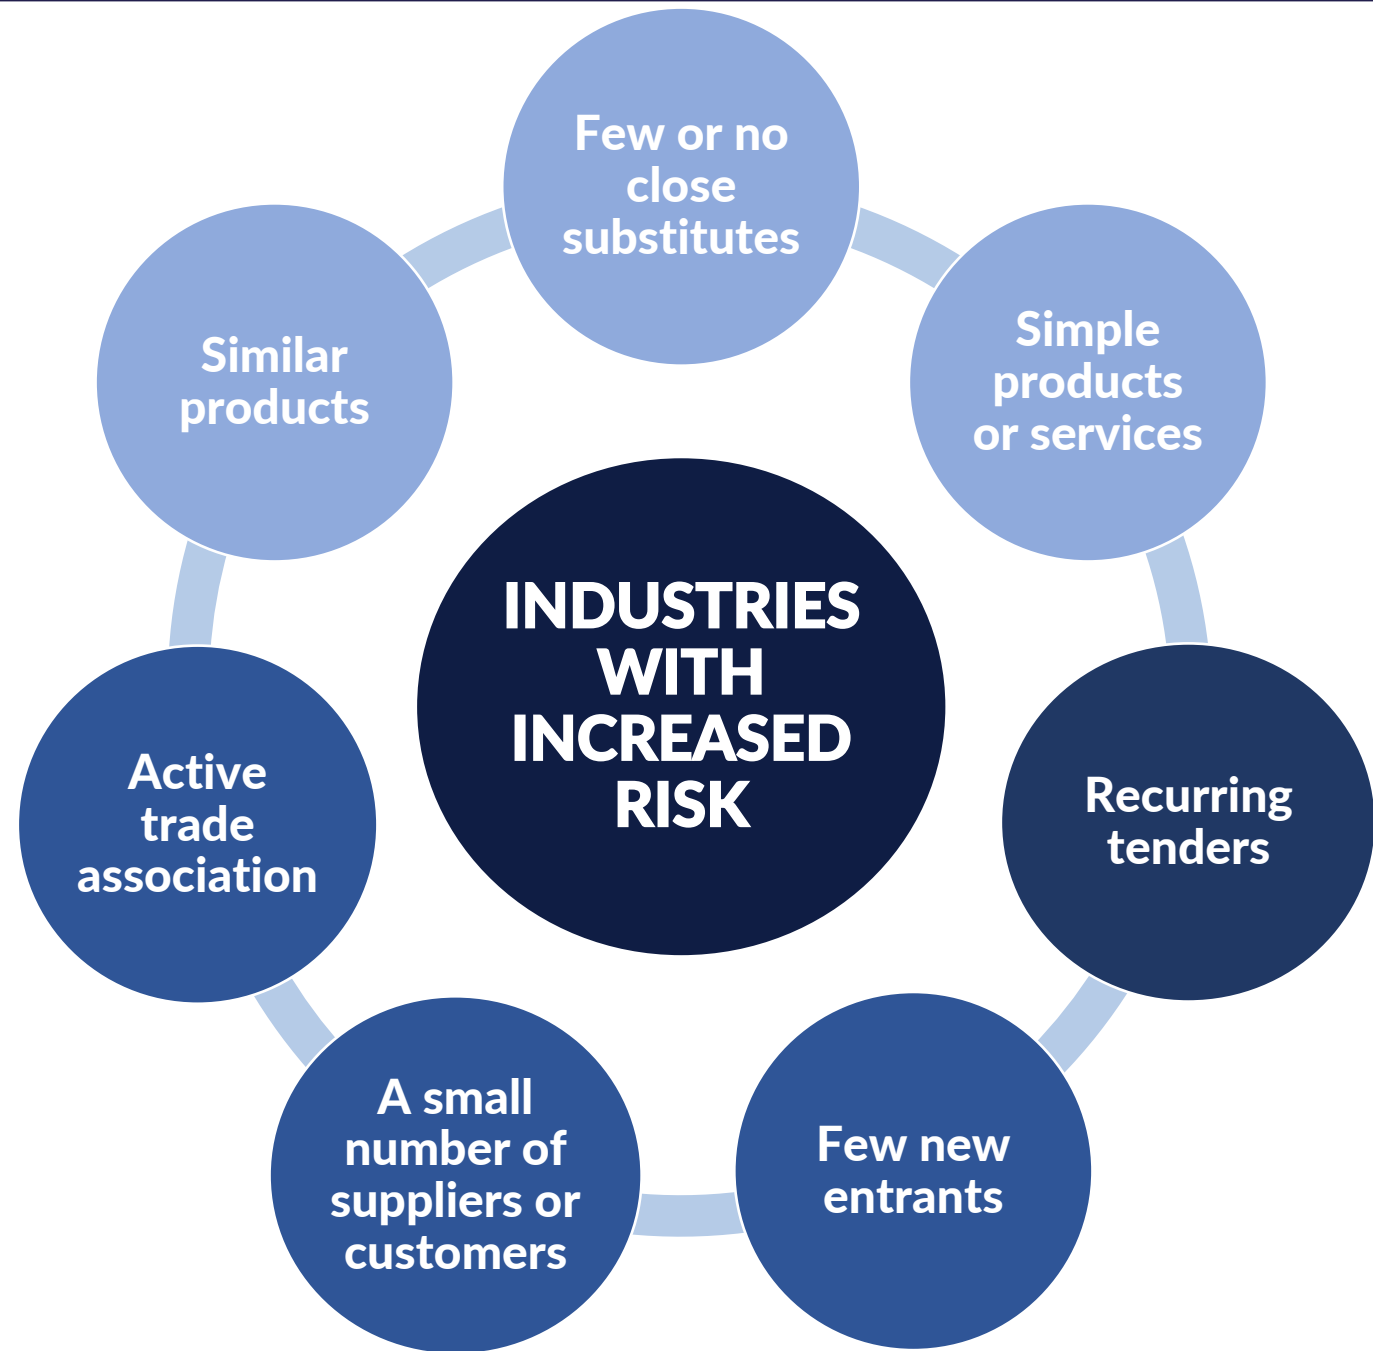 Few or no
close
substitutes
Simple
products
or services
Recurring
tenders
Few new
entrants
A small
number of
suppliers or
customers
Active
trade
association
Similar
products
INDUSTRIES
WITH
INCREASED
RISK